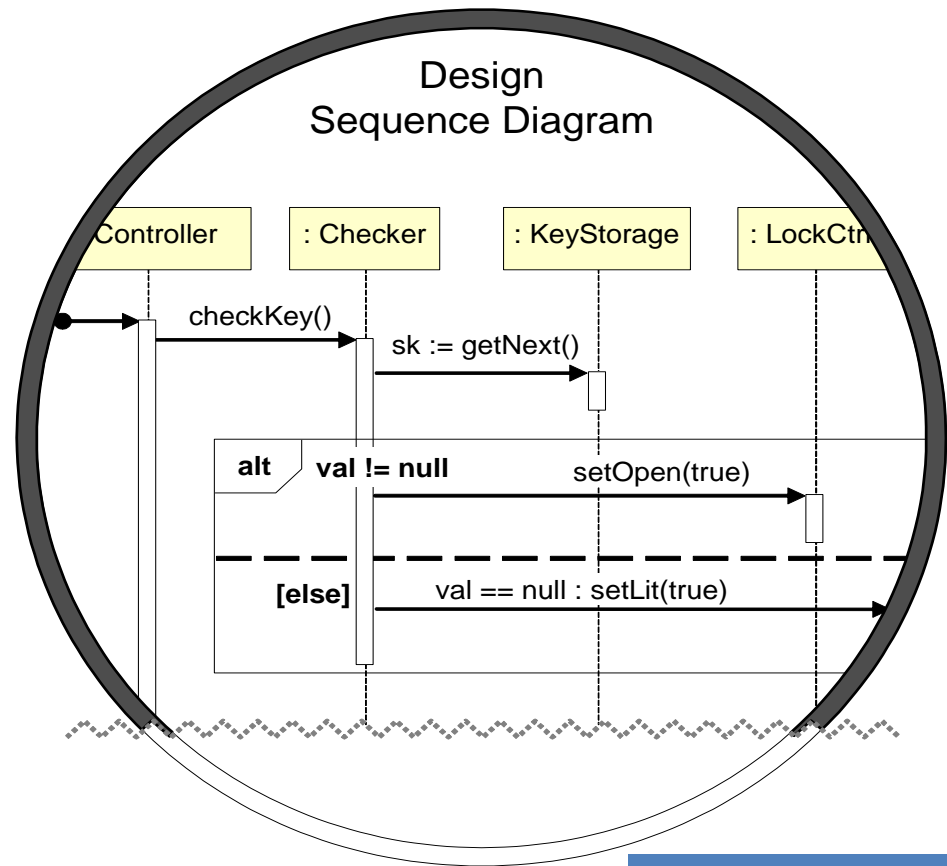 Design
Sequence Diagram
Controller
: Checker
: KeyStorage
: LockCtr
checkKey()
sk := getNext()
alt
val != null
setOpen(true)
[else]
val == null : setLit(true)